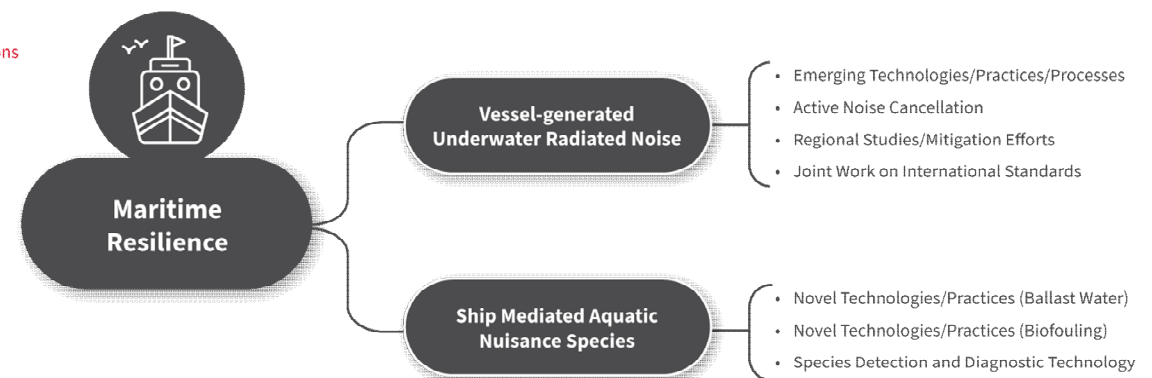 Maritime
Resilience
Vessel-generated
Underwater Radiated Noise
• Emerging Technologies/Practices/Processes
• Active Noise Cancellation
• Regional Studies/Mitigation Efforts
• Joint Work on International Standards
Ship Mediated Aquatic
Nuisance Species
• Novel Technologies/Practices (Ballast Water)
• Novel Technologies/Practices (Biofouling)
• Species Detection and Diagnostic Technology